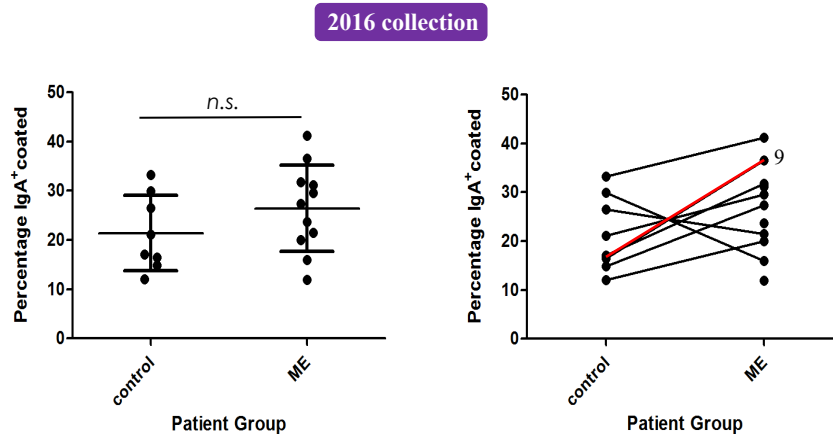 2016 collection
Percentage IgA⁺coated
50
40
30
20
10
0
n.s.
control
ME
Patient Group
Percentage IgA⁺coated
50
40
30
20
10
0
9
control
ME
Patient Group